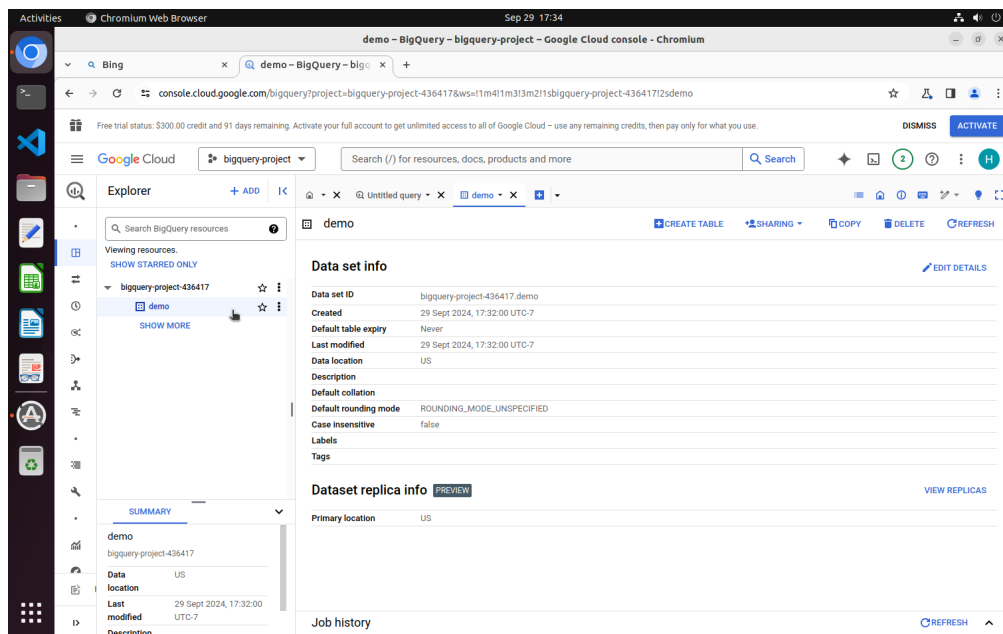 Activities
Chromium Web Browser
Sep 29 17:34
demo – BigQuery – bigquery-project – Google Cloud console - Chromium
Bing
demo – BigQuery – bigq
console.cloud.google.com/bigquery?project=bigquery-project-436417&ws=!1m4!1m3!3m2!1sbigquery-project-436417!2sdemo
Free trial status: $300.00 credit and 91 days remaining. Activate your full account to get unlimited access to all of Google Cloud – use any remaining credits, then pay only for what you use.
DISMISS
ACTIVATE
Google Cloud
bigquery-project
Search (/) for resources, docs, products and more
Search
2
H
Explorer
+ ADD
Untitled query
demo
Search BigQuery resources
Viewing resources.
SHOW STARRED ONLY
bigquery-project-436417
demo
SHOW MORE
demo
CREATE TABLE
SHARING
COPY
DELETE
REFRESH
Data set info
EDIT DETAILS
Data set ID bigquery-project-436417.demo
Created 29 Sept 2024, 17:32:00 UTC-7
Default table expiry Never
Last modified 29 Sept 2024, 17:32:00 UTC-7
Data location US
Description
Default collation
Default rounding mode ROUNDING_MODE_UNSPECIFIED
Case insensitive false
Labels
Tags
Dataset replica info PREVIEW
VIEW REPLICAS
Primary location US
SUMMARY
demo
bigquery-project-436417
Data location US
Last modified 29 Sept 2024, 17:32:00 UTC-7
Description
Job history
REFRESH